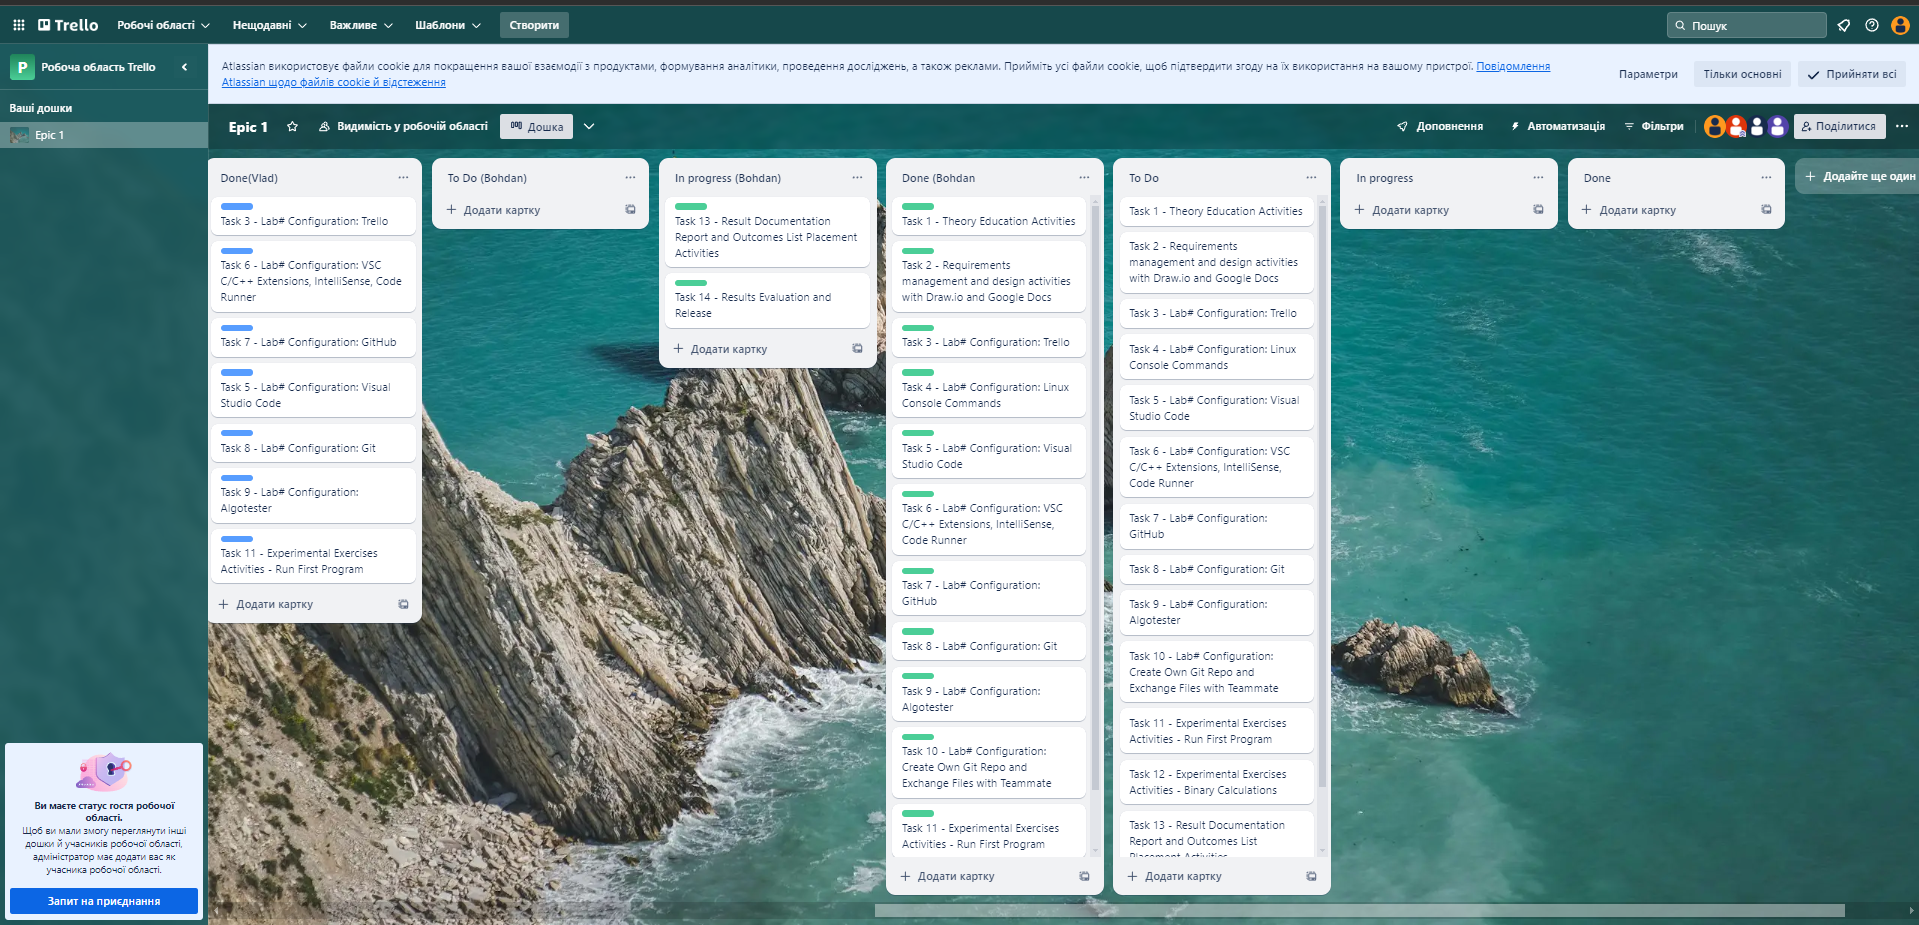 Trello
Робочі області
Нещодавні
Важливе
Шаблони
Створити
Пошук
P
Робоча область Trello
Ваші дошки
Epic 1
Atlassian використовує файли cookie для покращення вашої взаємодії з продуктами, формування аналітики, проведення досліджень, а також реклами. Прийміть усі файли cookie, щоб підтвердити згоду на їх використання на вашому пристрої. Повідомлення
Atlassian щодо файлів cookie й відстеження
Параметри
Тільки основні
Прийняти всі
Epic 1
Видимість у робочій області
Дошка
Доповнення
Автоматизація
Фільтри
Поділитися
Done(Vlad)
Task 3 - Lab# Configuration: Trello
Task 6 - Lab# Configuration: VSC
C/C++ Extensions, IntelliSense, Code
Runner
Task 7 - Lab# Configuration: GitHub
Task 5 - Lab# Configuration: Visual
Studio Code
Task 8 - Lab# Configuration: Git
Task 9 - Lab# Configuration:
Algotester
Task 11 - Experimental Exercises
Activities - Run First Program
Додати картку
To Do (Bohdan)
Додати картку
In progress (Bohdan)
Task 13 - Result Documentation
Report and Outcomes List Placement
Activities
Task 14 - Results Evaluation and
Release
Додати картку
Done (Bohdan
Task 1 - Theory Education Activities
Task 2 - Requirements
management and design activities
with Draw.io and Google Docs
Task 3 - Lab# Configuration: Trello
Task 4 - Lab# Configuration: Linux
Console Commands
Task 5 - Lab# Configuration: Visual
Studio Code
Task 6 - Lab# Configuration: VSC
C/C++ Extensions, IntelliSense,
Code Runner
Task 7 - Lab# Configuration:
GitHub
Task 8 - Lab# Configuration: Git
Task 9 - Lab# Configuration:
Algotester
Task 10 - Lab# Configuration:
Create Own Git Repo and
Exchange Files with Teammate
Task 11 - Experimental Exercises
Activities - Run First Program
Додати картку
To Do
Task 1 - Theory Education Activities
Task 2 - Requirements
management and design activities
with Draw.io and Google Docs
Task 3 - Lab# Configuration: Trello
Task 4 - Lab# Configuration: Linux
Console Commands
Task 5 - Lab# Configuration: Visual
Studio Code
Task 6 - Lab# Configuration: VSC
C/C++ Extensions, IntelliSense,
Code Runner
Task 7 - Lab# Configuration:
GitHub
Task 8 - Lab# Configuration: Git
Task 9 - Lab# Configuration:
Algotester
Task 10 - Lab# Configuration:
Create Own Git Repo and
Exchange Files with Teammate
Task 11 - Experimental Exercises
Activities - Run First Program
Task 12 - Experimental Exercises
Activities - Binary Calculations
Task 13 - Result Documentation
Report and Outcomes List
Placement Activities
Додати картку
In progress
Додати картку
Done
Додати картку
Додайте ще один
Ви маєте статус гостя робочої
області.
Щоб ви мали змогу переглянути інші
дошки й учасників робочої області,
адміністратор має додати вас як
учасника робочої області.
Запит на приєднання